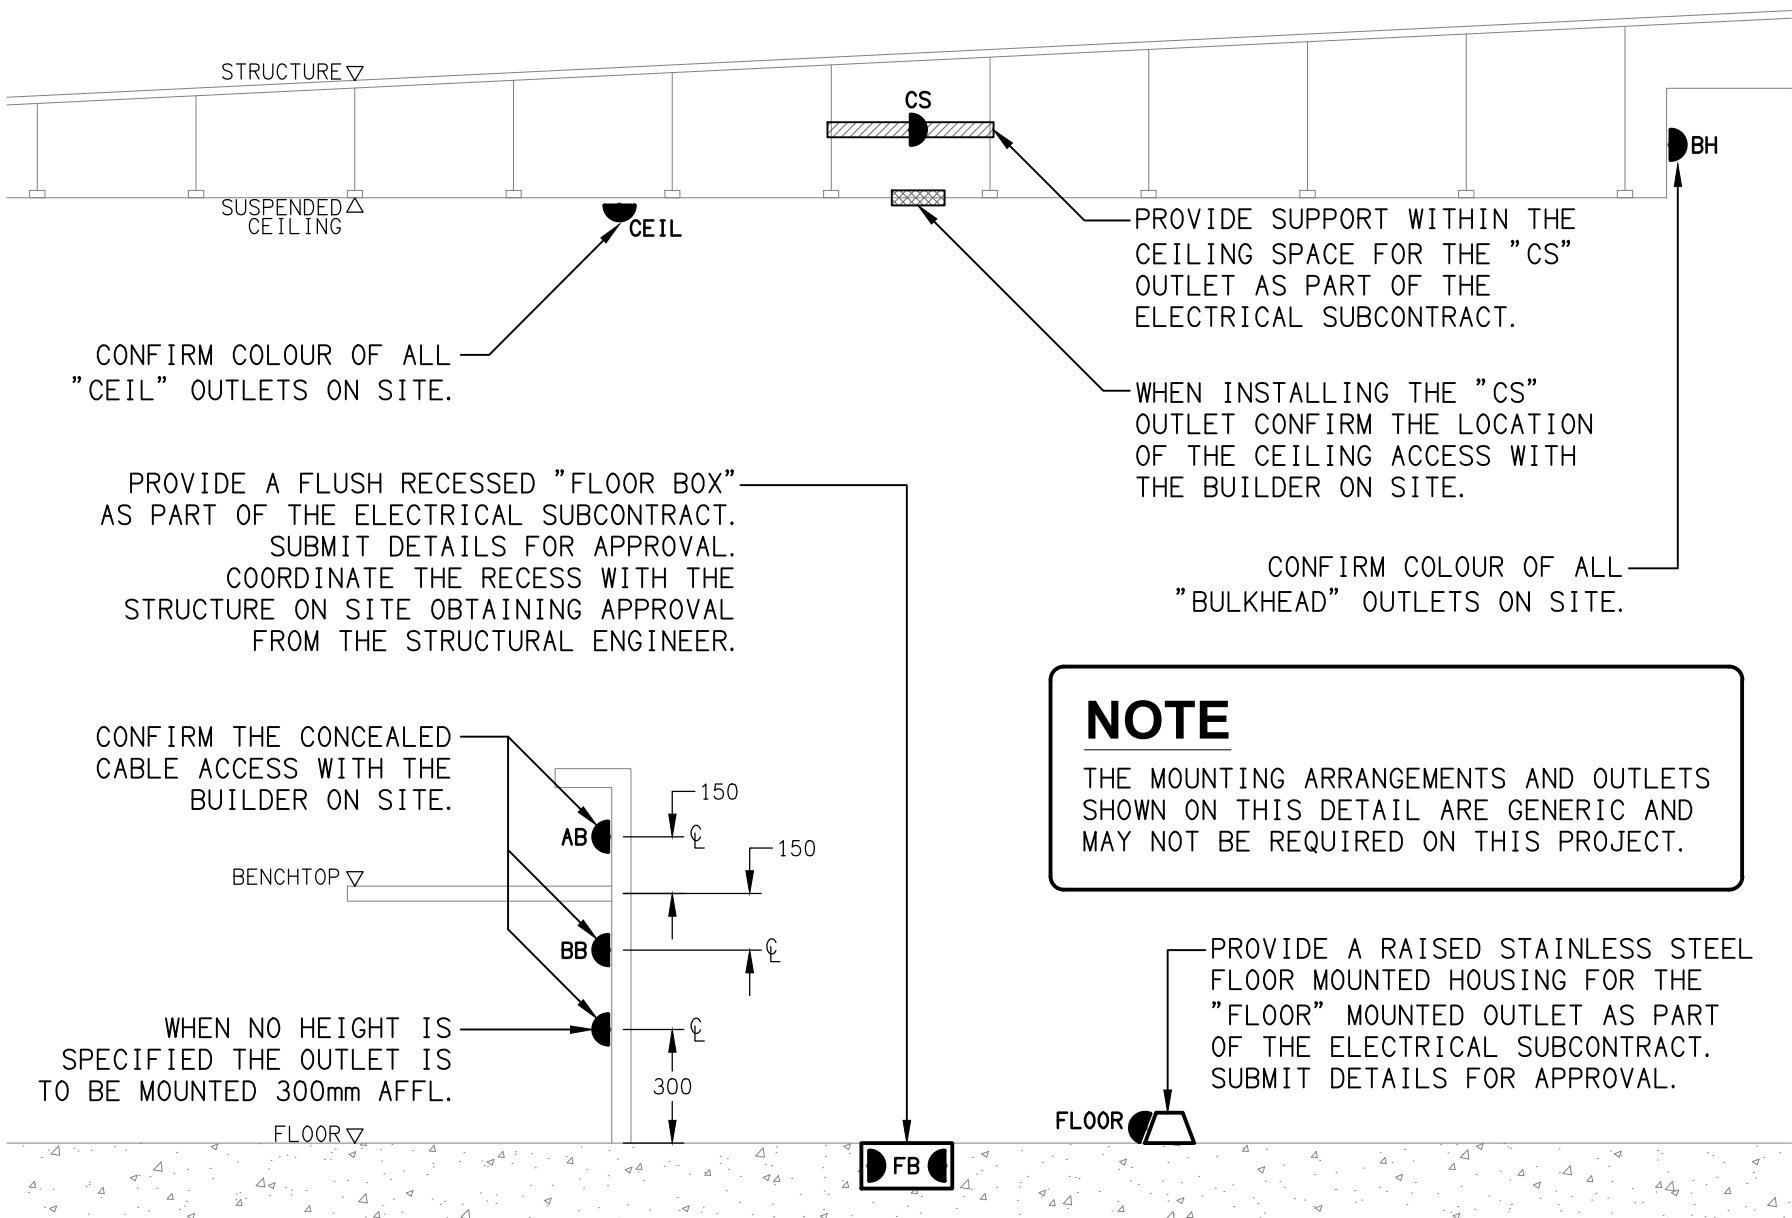 STRUCTURE
CS
BH
SUSPENDED
CEILING
CEIL
PROVIDE SUPPORT WITHIN THE
CEILING SPACE FOR THE "CS"
OUTLET AS PART OF THE
ELECTRICAL SUBCONTRACT.
CONFIRM COLOUR OF ALL
"CEIL" OUTLETS ON SITE.
WHEN INSTALLING THE "CS"
OUTLET CONFIRM THE LOCATION
OF THE CEILING ACCESS WITH
THE BUILDER ON SITE.
PROVIDE A FLUSH RECESSED "FLOOR BOX"
AS PART OF THE ELECTRICAL SUBCONTRACT.
SUBMIT DETAILS FOR APPROVAL.
COORDINATE THE RECESS WITH THE
STRUCTURE ON SITE OBTAINING APPROVAL
FROM THE STRUCTURAL ENGINEER.
CONFIRM COLOUR OF ALL
"BULKHEAD" OUTLETS ON SITE.
NOTE
THE MOUNTING ARRANGEMENTS AND OUTLETS
SHOWN ON THIS DETAIL ARE GENERIC AND
MAY NOT BE REQUIRED ON THIS PROJECT.
CONFIRM THE CONCEALED
CABLE ACCESS WITH THE
BUILDER ON SITE.
150
AB
℄
150
BENCHTOP
BB
℄
WHEN NO HEIGHT IS
SPECIFIED THE OUTLET IS
TO BE MOUNTED 300mm AFFL.
℄
300
PROVIDE A RAISED STAINLESS STEEL
FLOOR MOUNTED HOUSING FOR THE
"FLOOR" MOUNTED OUTLET AS PART
OF THE ELECTRICAL SUBCONTRACT.
SUBMIT DETAILS FOR APPROVAL.
FLOOR
FLOOR
FB